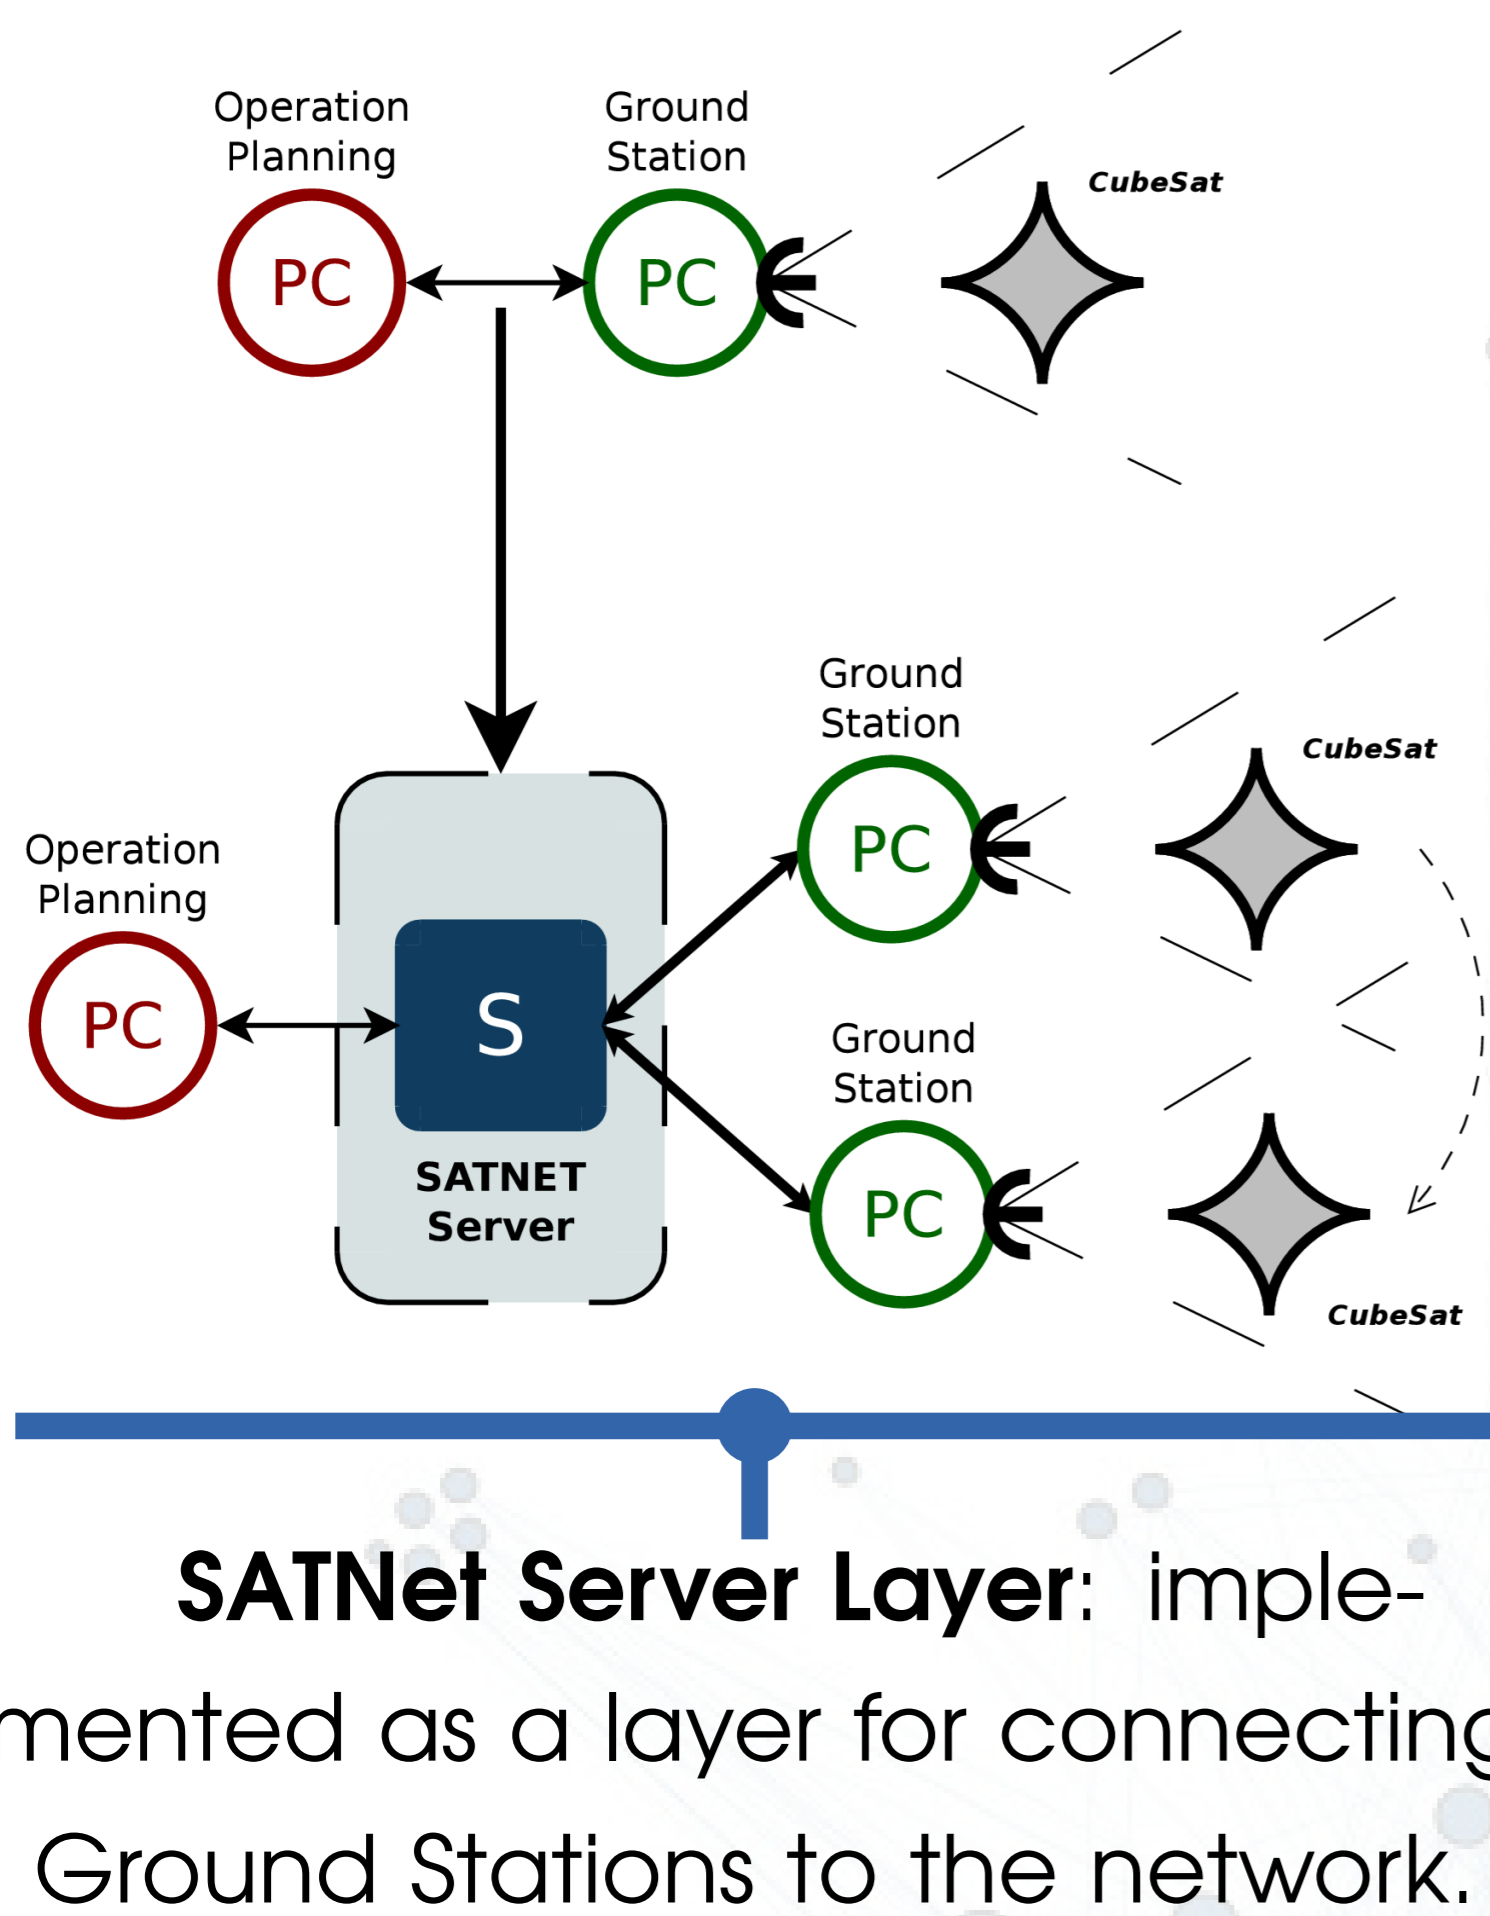 Operation
Planning
Ground
Station
CubeSat
PC
PC
Ground
Station
CubeSat
PC
Operation
Planning
PC
S
SATNET
Server
Ground
Station
PC
CubeSat
SATNet Server Layer: imple-
mented as a layer for connecting
Ground Stations to the network.